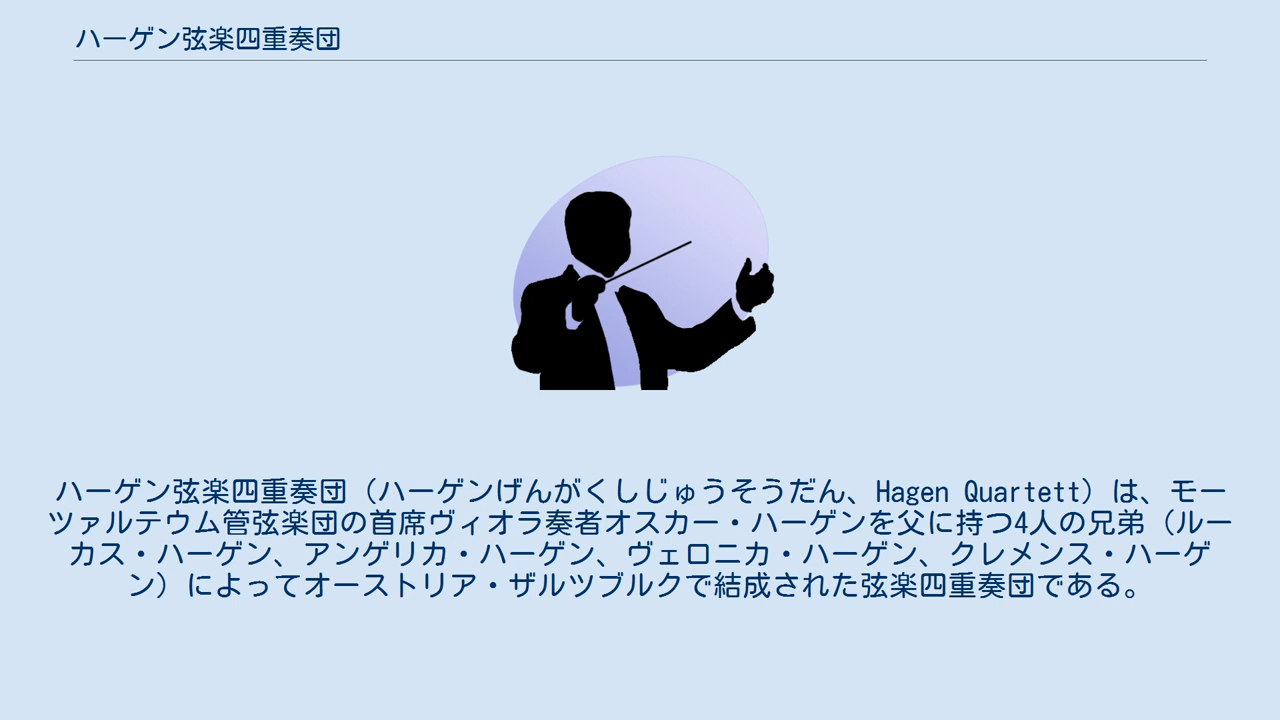 ハーゲン弦楽四重奏団
ハーゲン弦楽四重奏団（ハーゲンげんがくしじゅうそうだん、Hagen Quartett）は、モー
ツァルテウム管弦楽団の首席ヴィオラ奏者オスカー・ハーゲンを父に持つ4人の兄弟（ルー
カス・ハーゲン、アンゲリカ・ハーゲン、ヴェロニカ・ハーゲン、クレメンス・ハーゲ
ン）によってオーストリア・ザルツブルクで結成された弦楽四重奏団である。